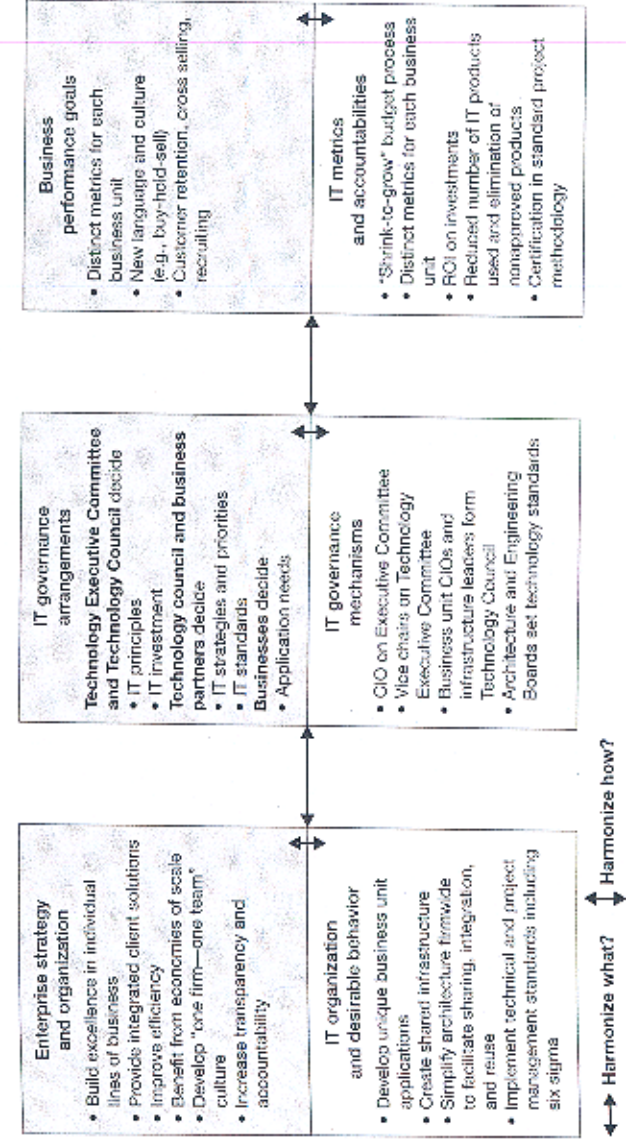 Enterprise strategy
and organization
• Build excellence in individual
lines of business
• Provide integrated client solutions
• Improve efficiency
• Benefit from economies of scale
• Develop "one firm—one team"
culture
• Increase transparency and
accountability
IT organization
and desirable behavior
• Develop unique business unit
applications
• Create shared infrastructure
• Simplify architecture firmwide
to facilitate sharing, integration,
and reuse
• Implement technical and project
management standards including
six sigma
IT governance
arrangements
Technology Executive Committee
and Technology Council decide
• IT principles
• IT investment
Technology council and business
partners decide
• IT strategies and priorities
• IT standards
Businesses decide
• Application needs
IT governance
mechanisms
• CIO on Executive Committee
• Vice chairs on Technology
Executive Committee
• Business unit CIOs and
infrastructure leaders form
Technology Council
• Architecture and Engineering
Boards set technology standards
Business
performance goals
• Distinct metrics for each
business unit
• New language and culture
(e.g., buy-hold-sell)
• Customer retention, cross selling,
recruiting
IT metrics
and accountabilities
• "Shrink-to-grow" budget process
• Distinct metrics for each business
unit
• ROI on investments
• Reduced number of IT products
used and elimination of
nonapproved products
• Certification in standard project
methodology
Harmonize what? Harmonize how?